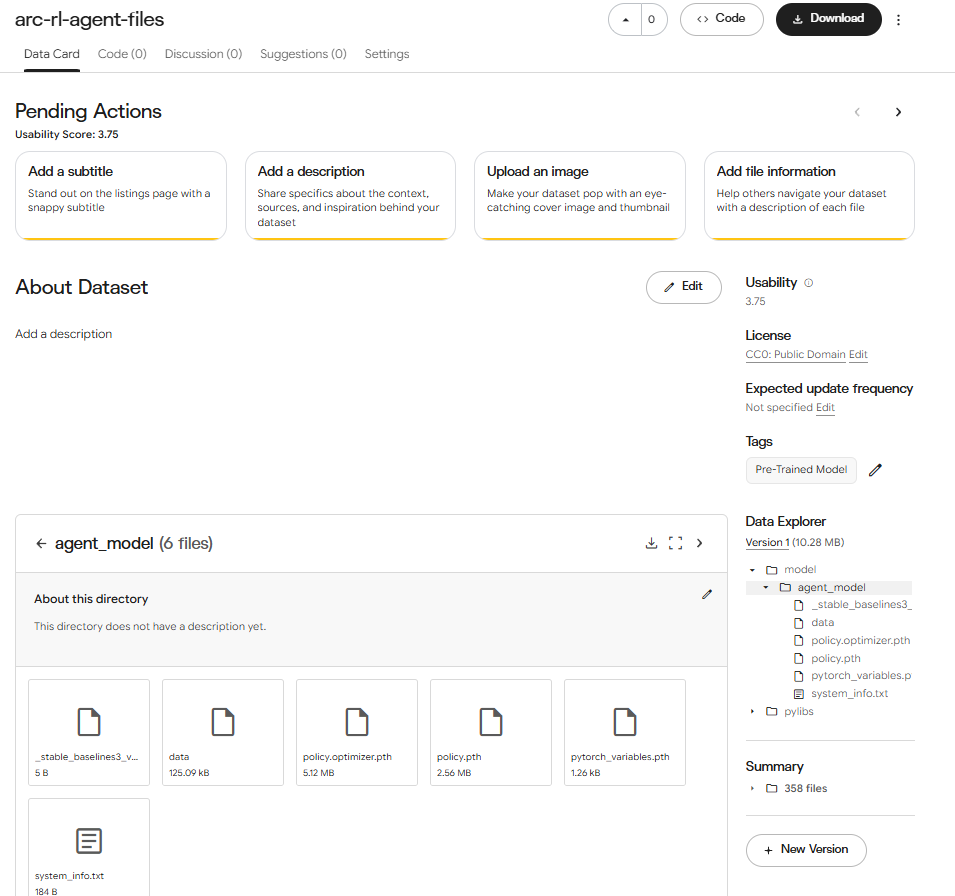 arc-rl-agent-files
0
<> Code
Download
Data Card
Code (0)
Discussion (0)
Suggestions (0)
Settings
Pending Actions
Usability Score: 3.75
Add a subtitle
Stand out on the listings page with a
snappy subtitle
Add a description
Share specifics about the context,
sources, and inspiration behind your
dataset
Upload an image
Make your dataset pop with an eye-
catching cover image and thumbnail
Add file information
Help others navigate your dataset
with a description of each file
About Dataset
Edit
Add a description
Usability
3.75
License
CC0: Public Domain Edit
Expected update frequency
Not specified Edit
Tags
Pre-Trained Model
agent_model (6 files)
About this directory
This directory does not have a description yet.
_stable_baselines3_v...
5 B
data
125.09 kB
policy.optimizer.pth
5.12 MB
policy.pth
2.56 MB
pytorch_variables.pth
1.26 kB
system_info.txt
184 B
Data Explorer
Version 1 (10.28 MB)
model
agent_model
_stable_baselines3_
data
policy.optimizer.pth
policy.pth
pytorch_variables.p
system_info.txt
pylibs
Summary
358 files
+ New Version